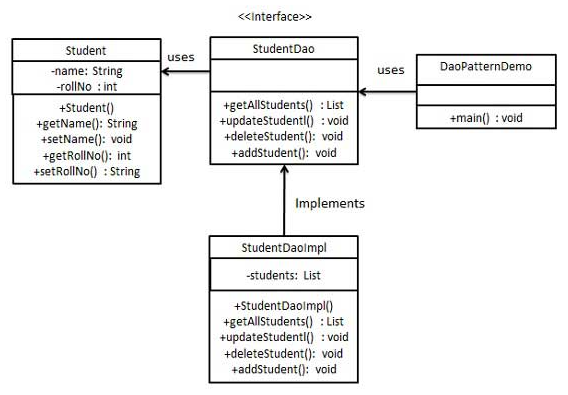 <<Interface>>
Student
-name: String
-rollNo : int
+Student()
+getName(): String
+setName(): void
+getRollNo(): int
+setRollNo() : String
uses
StudentDao
+getAllStudents() : List
+updateStudentl() : void
+deleteStudent(): void
+addStudent(): void
uses
DaoPatternDemo
+main() : void
Implements
StudentDaoImpl
-students: List
+StudentDaoImpl()
+getAllStudents() : List
+updateStudentl() : void
+deleteStudent(): void
+addStudent(): void